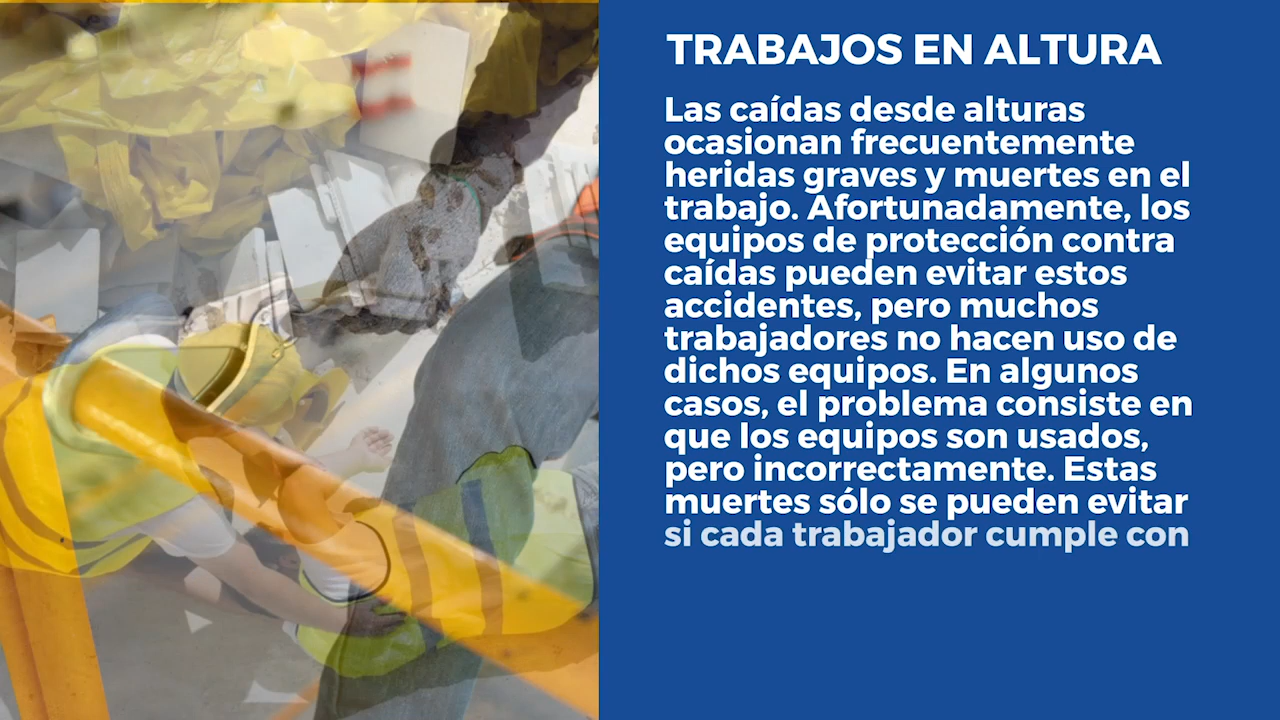 TRABAJOS EN ALTURA
Las caídas desde alturas
ocasionan frecuentemente
heridas graves y muertes en el
trabajo. Afortunadamente, los
equipos de protección contra
caídas pueden evitar estos
accidentes, pero muchos
trabajadores no hacen uso de
dichos equipos. En algunos
casos, el problema consiste en
que los equipos son usados,
pero incorrectamente. Estas
muertes sólo se pueden evitar
si cada trabajador cumple con